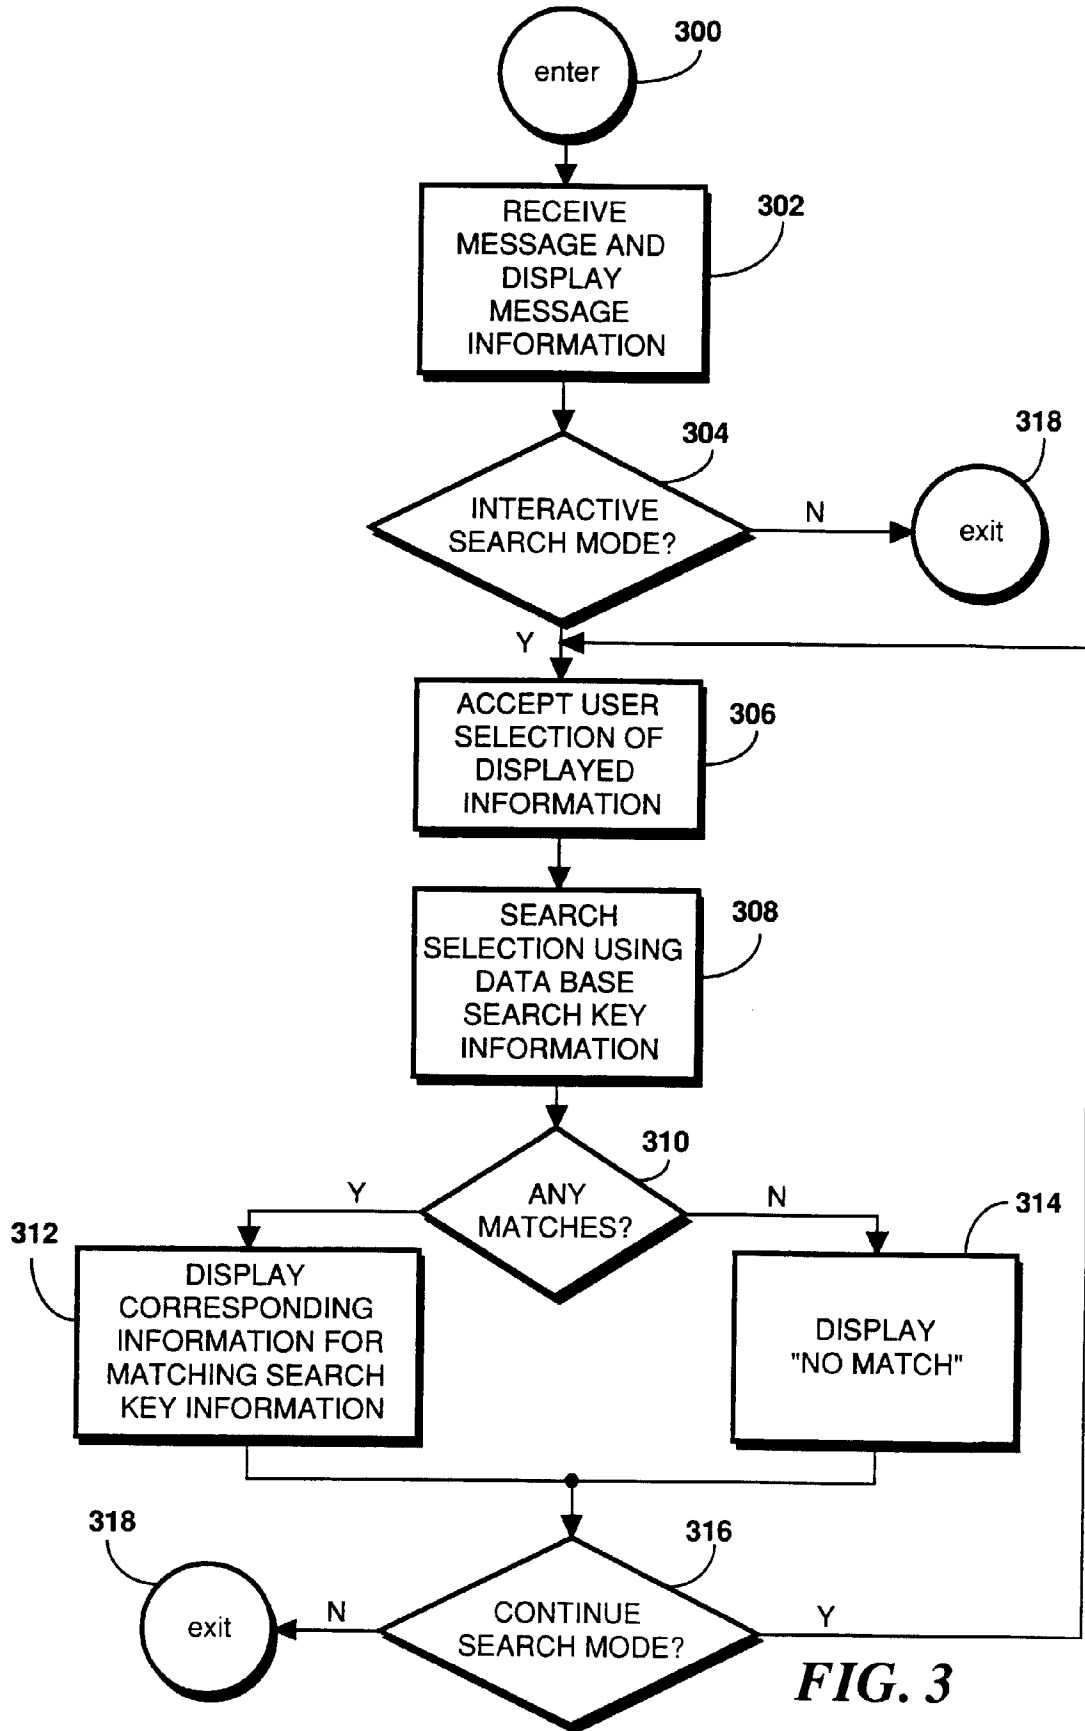 300
enter
RECEIVE
MESSAGE AND
DISPLAY
MESSAGE
INFORMATION
302
304
318
INTERACTIVE
SEARCH MODE?
N
exit
Y
ACCEPT USER
SELECTION OF
DISPLAYED
INFORMATION
306
SEARCH
SELECTION USING
DATA BASE
SEARCH KEY
INFORMATION
308
310
Y
ANY
MATCHES?
N
312
314
DISPLAY
CORRESPONDING
INFORMATION FOR
MATCHING SEARCH
KEY INFORMATION
DISPLAY
"NO MATCH"
318
316
exit
N
CONTINUE
SEARCH MODE?
Y
FIG. 3